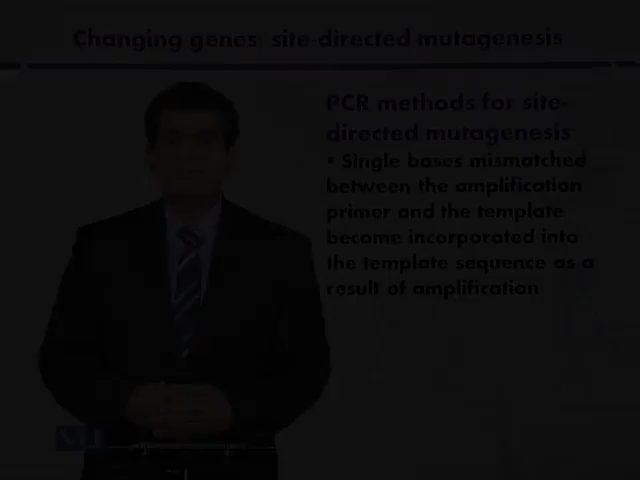 Changing genes: site-directed mutagenesis
PCR methods for site-
directed mutagenesis
• Single bases mismatched
between the amplification
primer and the template
become incorporated into
the template sequence as a
result of amplification
VU